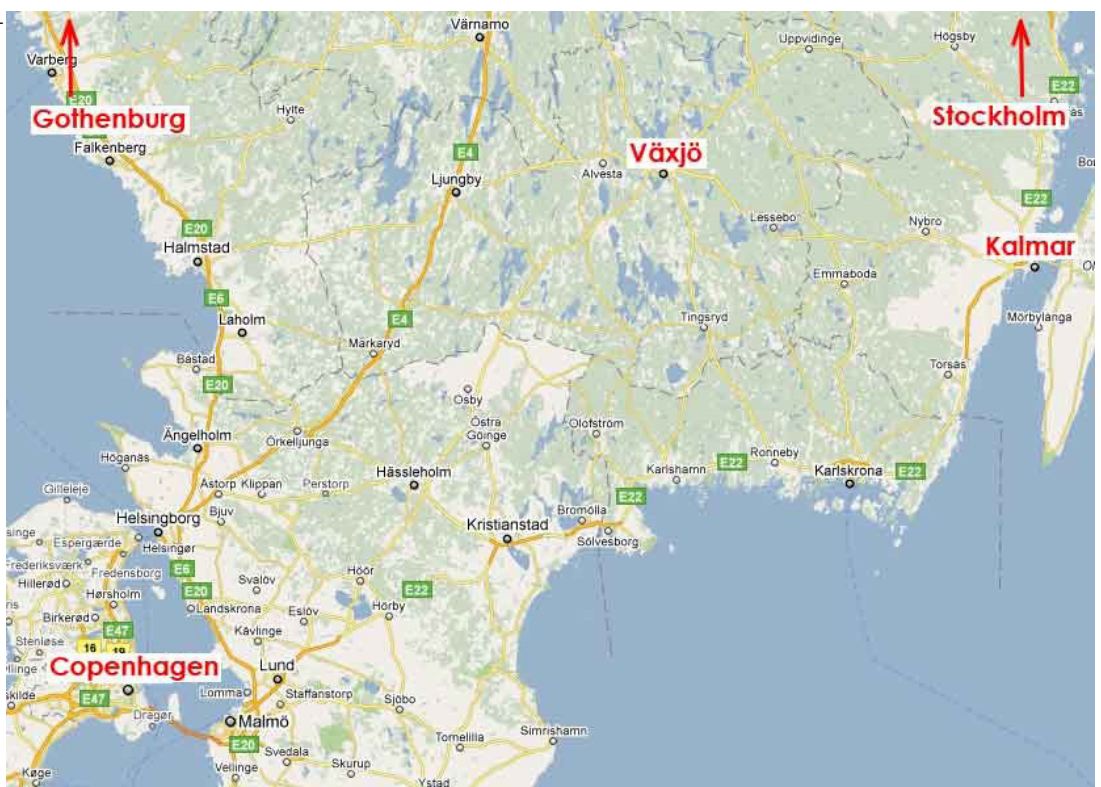 Värnamo
Uppvidinge
Högsby
Varberg
E22
E20
Hylte
Gothenburg
Stockholm
Växjö
E4
Falkenberg
Alvesta
Ljungby
E22
Lessebo
Nybro
E20
Halmstad
Kalmar
Emmaboda
E6
Laholm
E4
Tingsryd
Mörbylånga
Markaryd
Båstad
Torsås
E20
Osby
Örkelljunga
Östra
Göinge
Olofström
Ängelholm
Höganäs
Hässleholm
Karlshamn
E22
Ronneby
Karlskrona
E22
Gilleleje
Åstorp
Klippan
Perstorp
E22
Bjuv
Bromölla
Helsingborg
Kristianstad
Sölvesborg
Espergærde
Helsingør
Frederiksværk
Fredensborg
E6
Höör
Hillerød
Svalöv
E22
Hørsholm
E20
Landskrona
Eslöv
Hörby
Birkerød
E47
Kävlinge
Stenløse
16
19
Copenhagen
Lund
Lomma
Staffanstorp
E47
Sjöbo
Dragør
Malmö
Simrishamn
E20
Svedala
Tomelilla
Køge
Vellinge
Skurup
Ystad